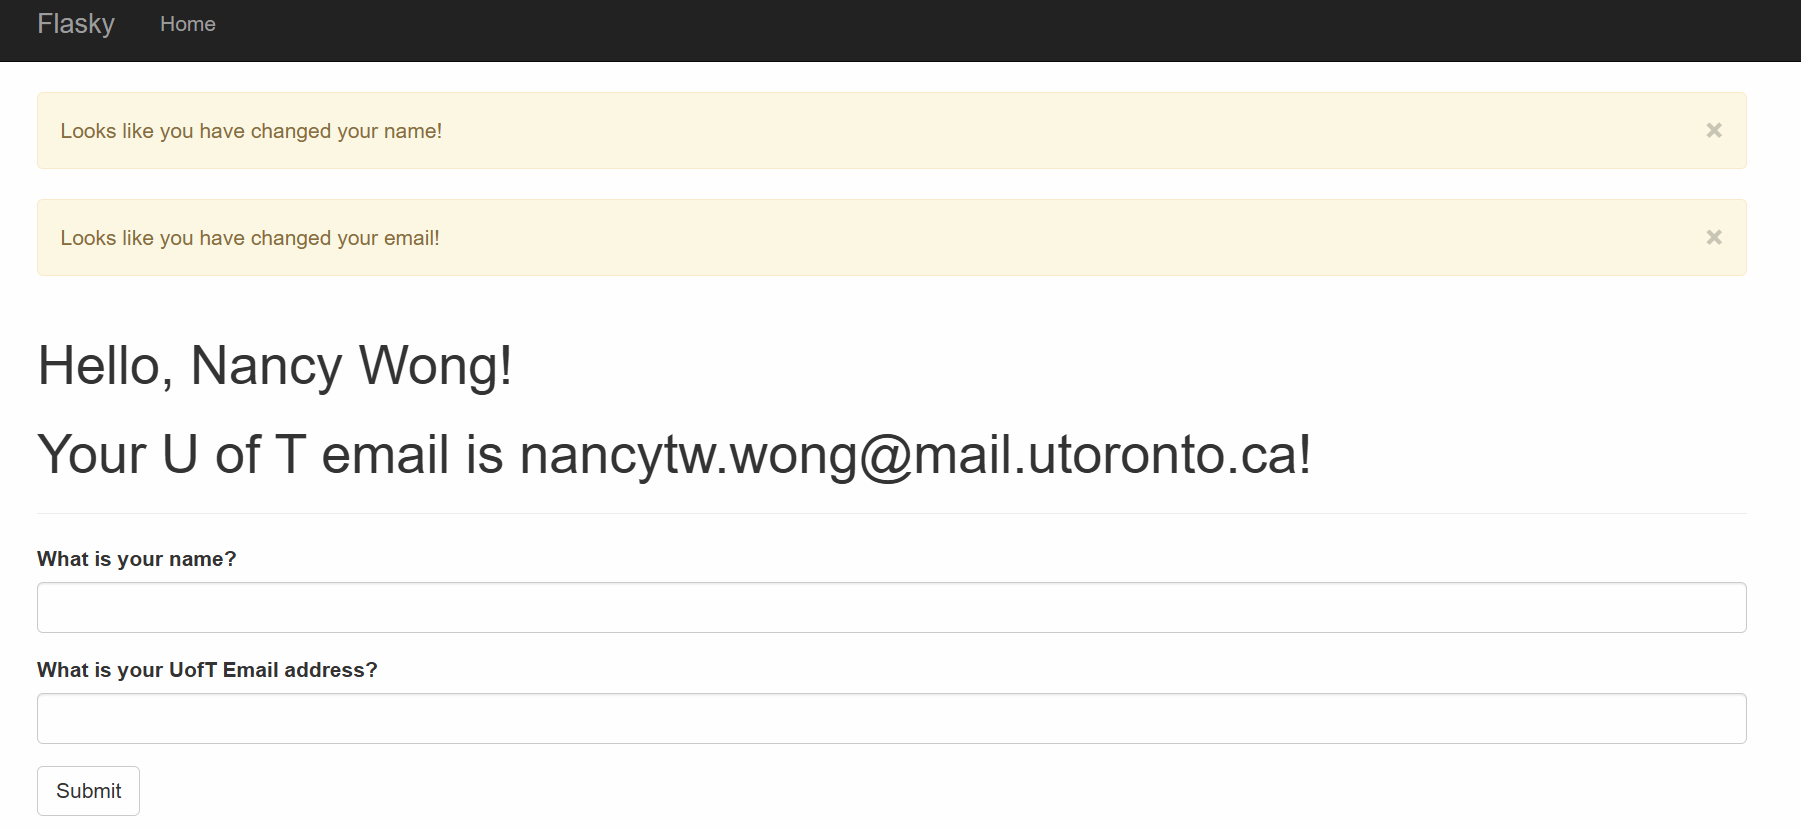 Flasky Home
Looks like you have changed your name! ×
Looks like you have changed your email! ×
Hello, Nancy Wong!
Your U of T email is nancytw.wong@mail.utoronto.ca!
What is your name?
What is your UofT Email address?
Submit